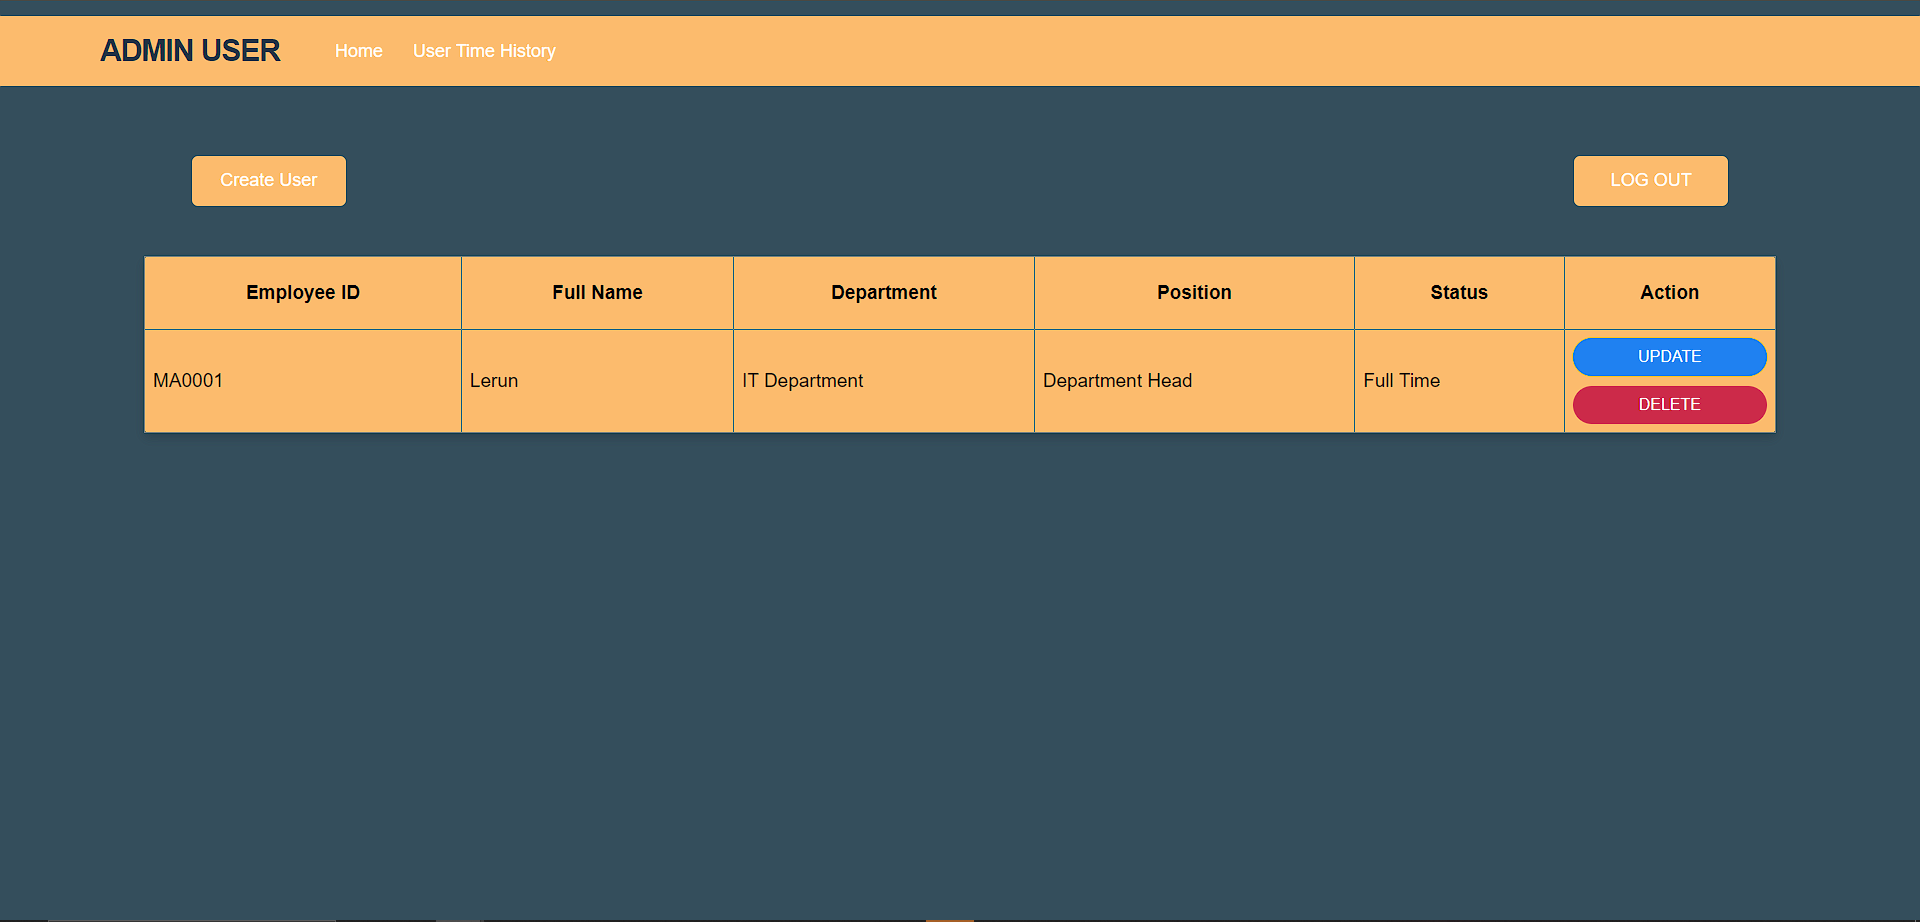 ADMIN USER Home User Time History
Create User LOG OUT
Employee ID Full Name Department Position Status Action
MA0001 Lerun IT Department Department Head Full Time UPDATE
DELETE